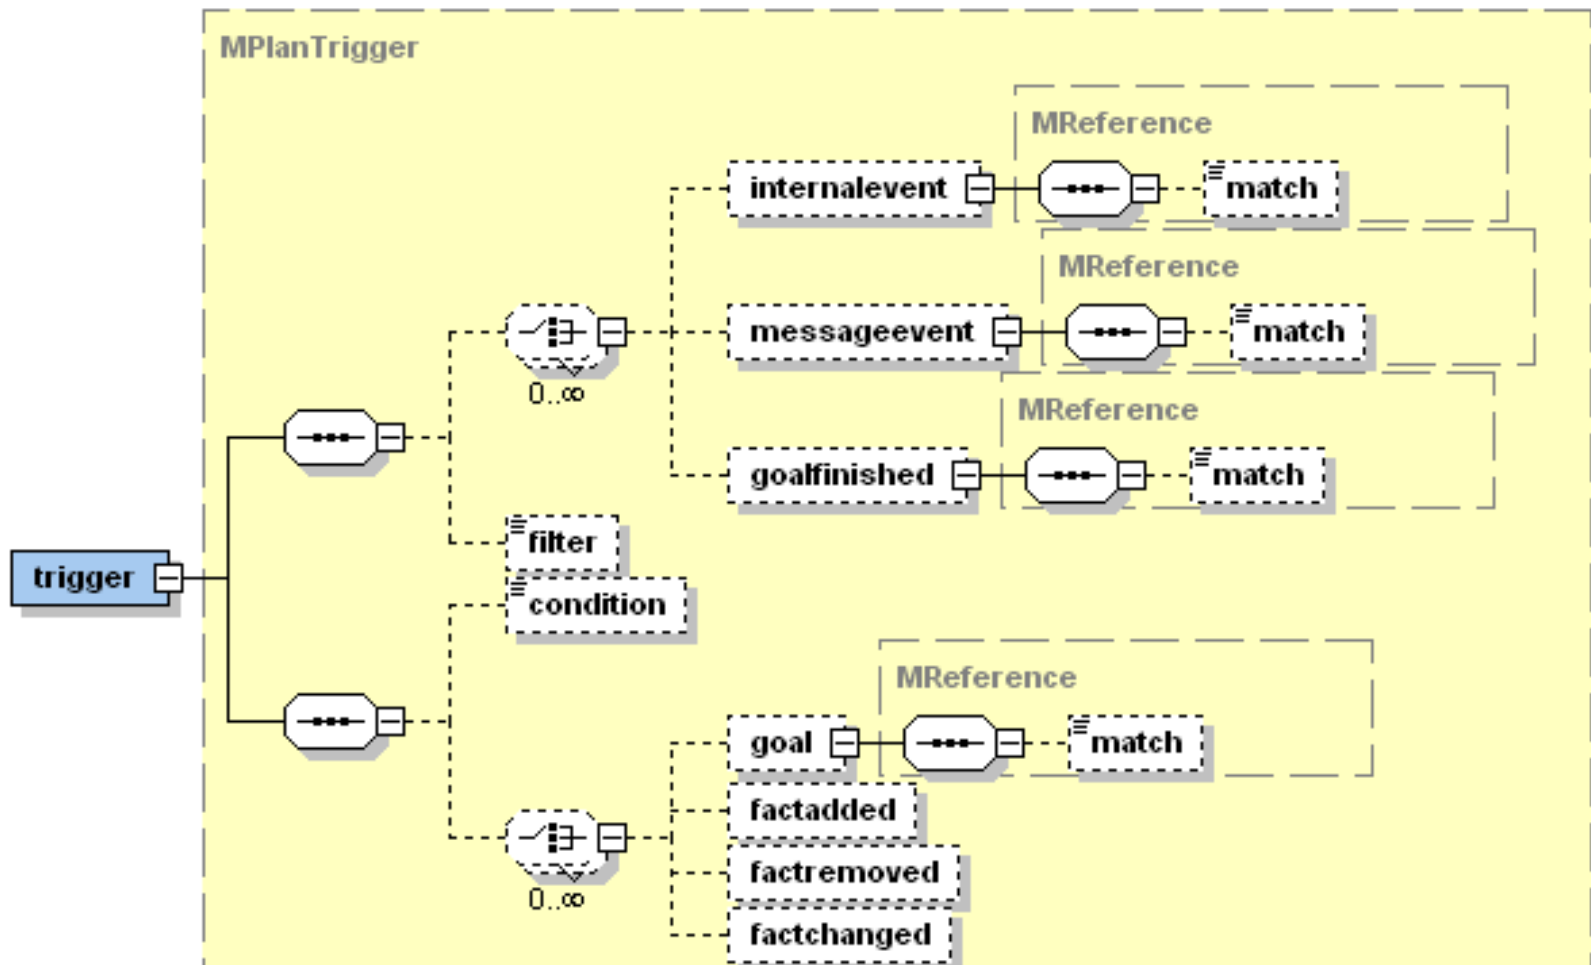 MPlanTrigger
MReference
internalevent
match
MReference
messageevent
match
0..∞
MReference
goalfinished
match
filter
trigger
condition
MReference
goal
match
factadded
factremoved
0..∞
factchanged